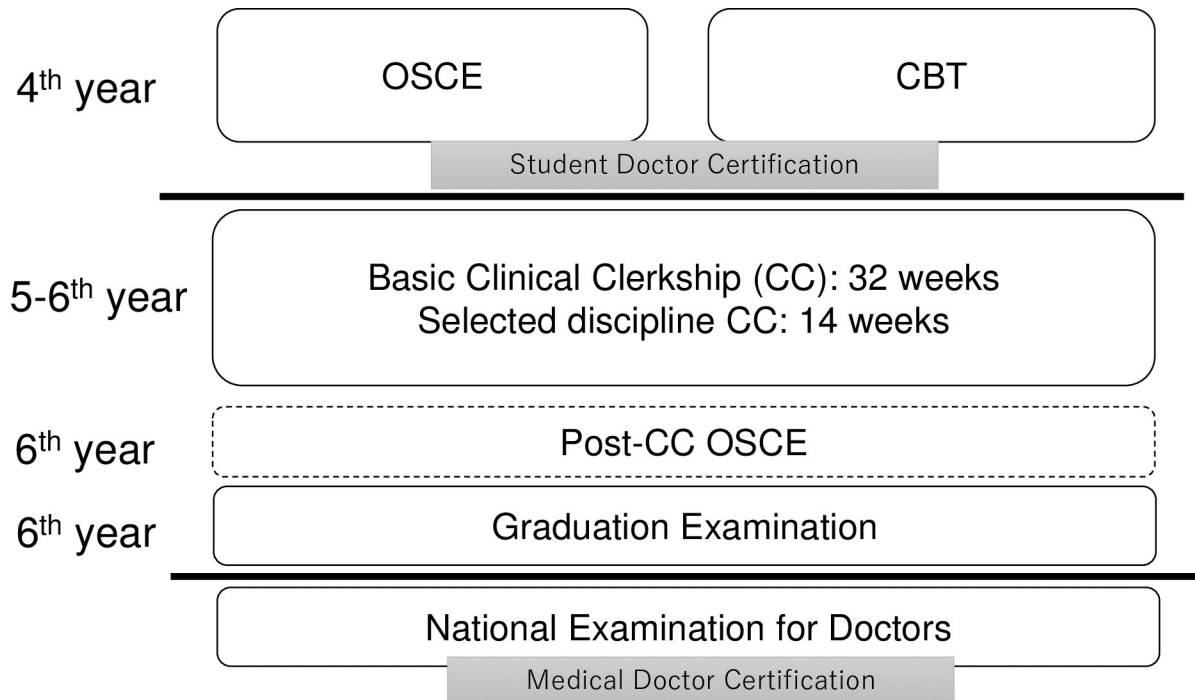 4th year
OSCE
CBT
Student Doctor Certification
5-6th year
Basic Clinical Clerkship (CC): 32 weeks
Selected discipline CC: 14 weeks
6th year
Post-CC OSCE
6th year
Graduation Examination
National Examination for Doctors
Medical Doctor Certification